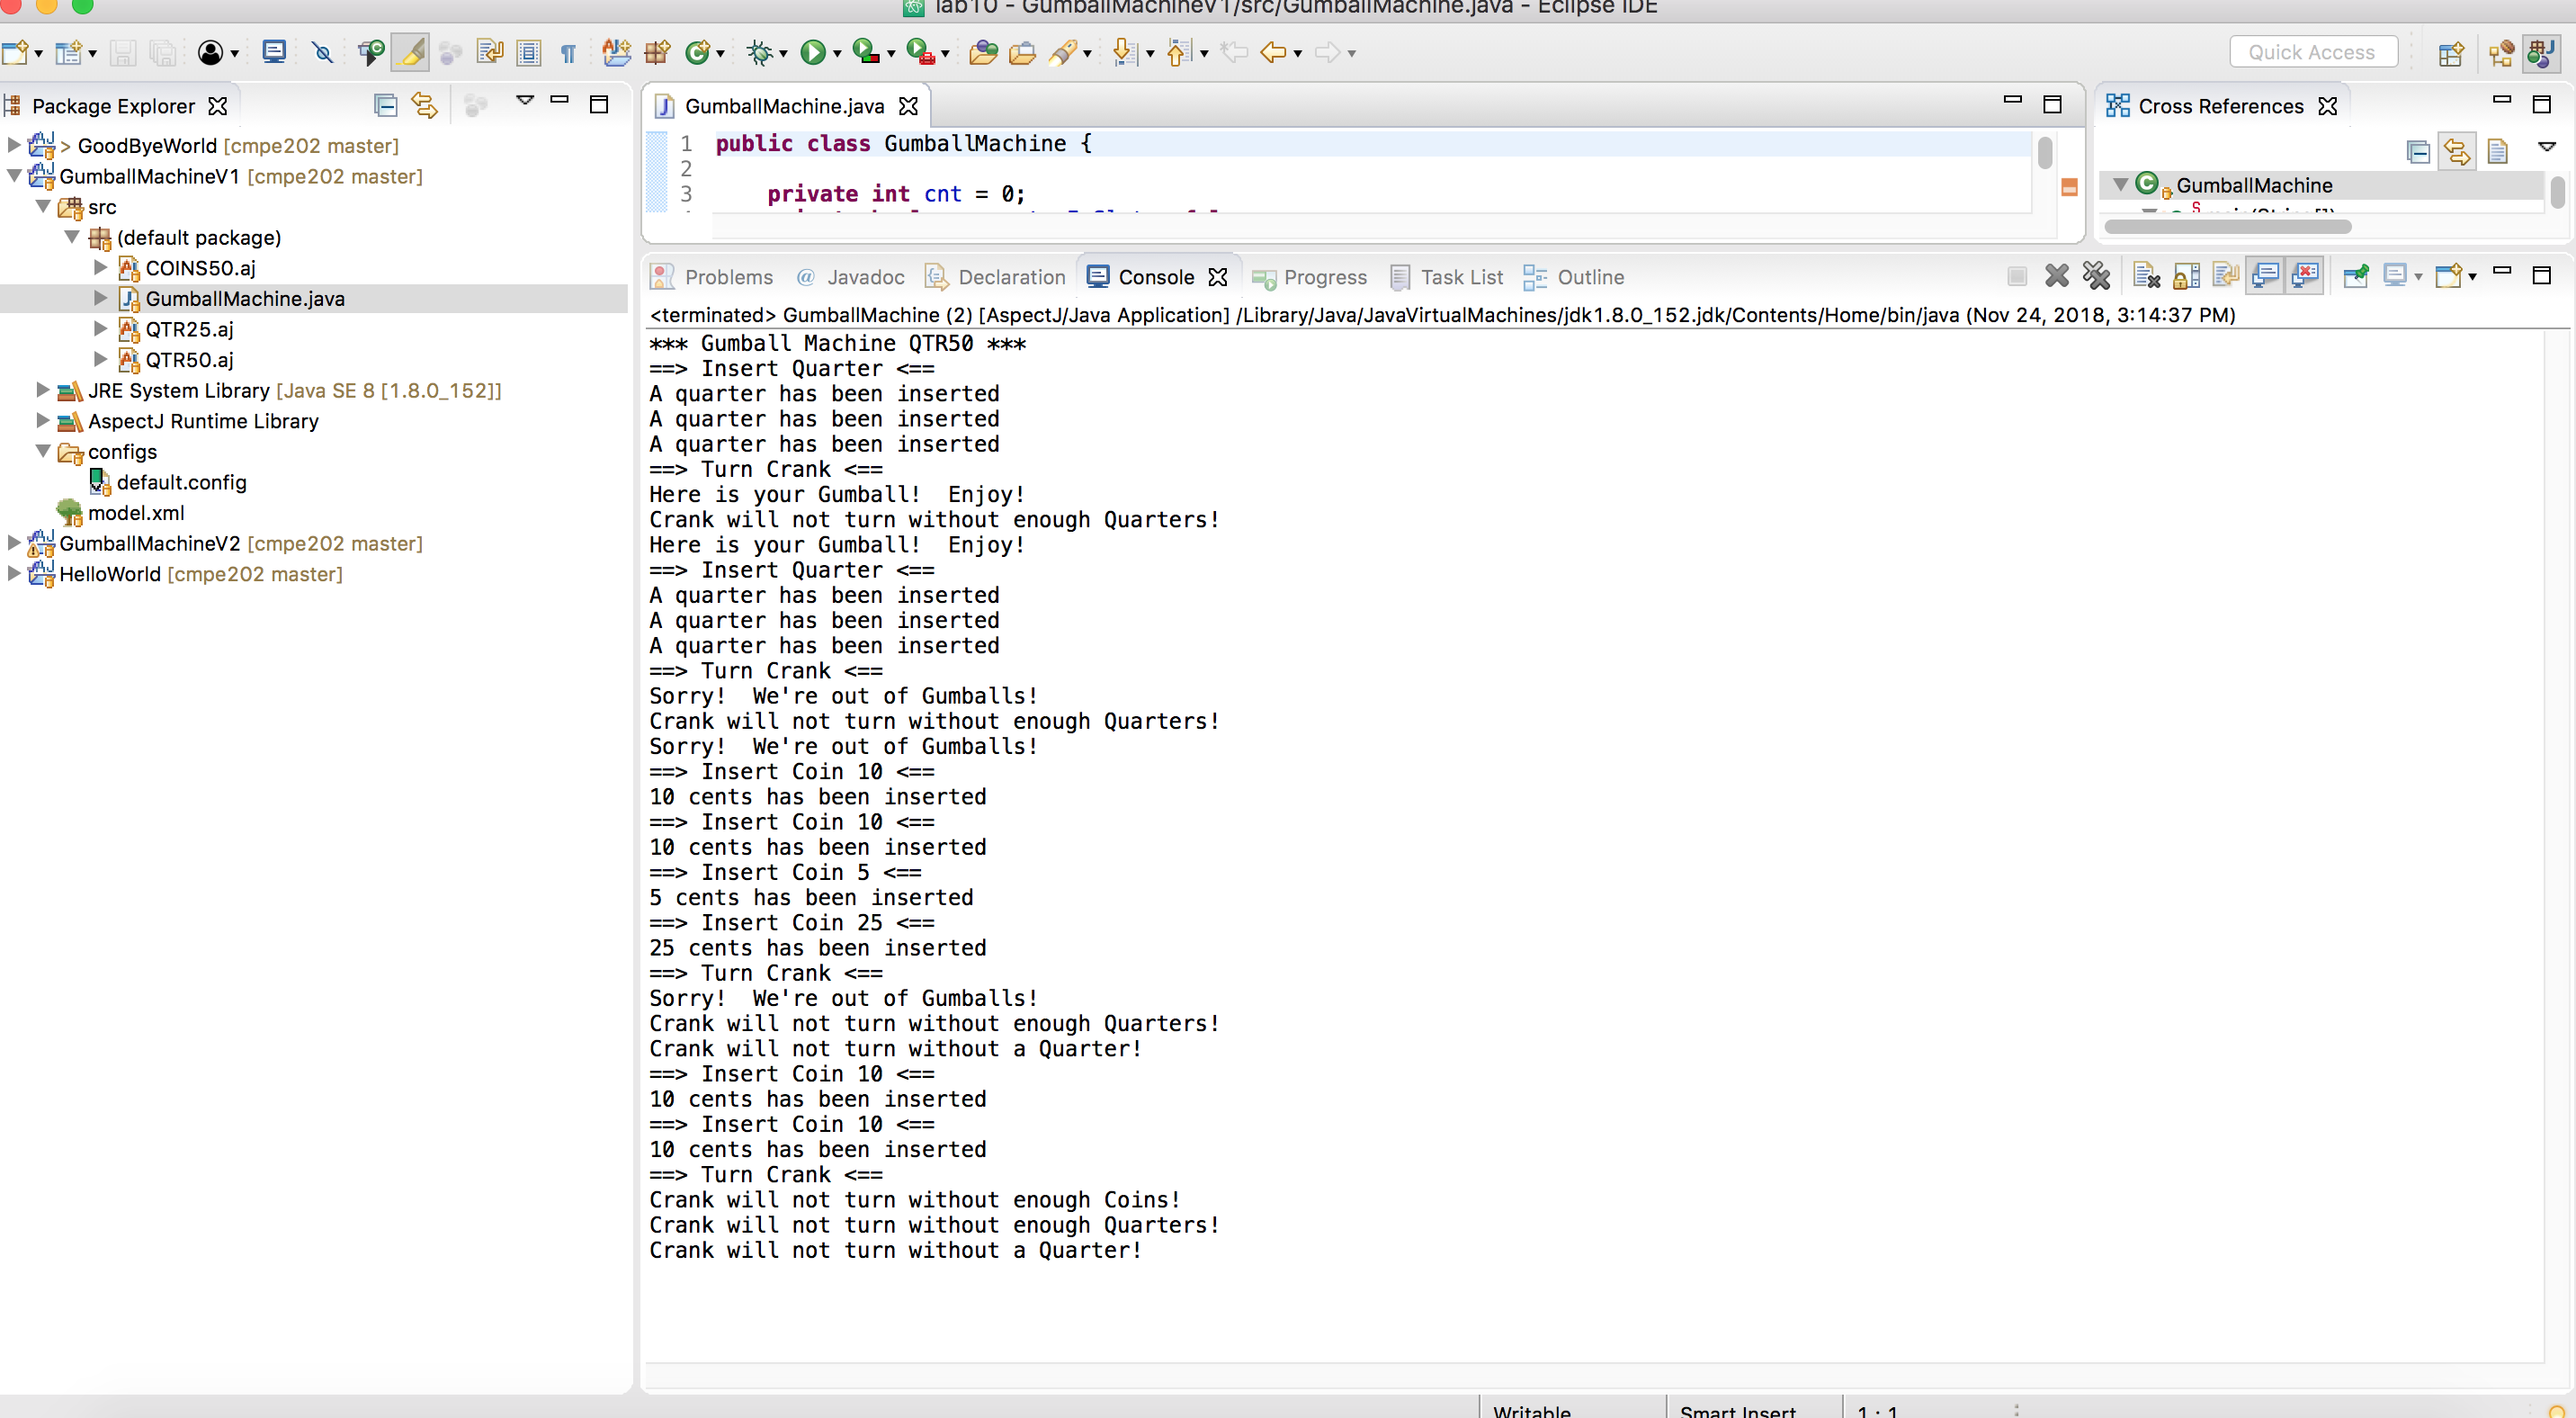 lab10 - GumballMachineV1/src/GumballMachine.java - Eclipse IDE
Quick Access
Package Explorer
> GoodByeWorld [cmpe202 master]
GumballMachineV1 [cmpe202 master]
src
(default package)
COINS50.aj
GumballMachine.java
QTR25.aj
QTR50.aj
JRE System Library [Java SE 8 [1.8.0_152]]
AspectJ Runtime Library
configs
default.config
model.xml
GumballMachineV2 [cmpe202 master]
HelloWorld [cmpe202 master]
GumballMachine.java
1 public class GumballMachine {
2
3 private int cnt = 0;
Cross References
GumballMachine
Problems @ Javadoc Declaration Console Progress Task List Outline
<terminated> GumballMachine (2) [AspectJ/Java Application] /Library/Java/JavaVirtualMachines/jdk1.8.0_152.jdk/Contents/Home/bin/java (Nov 24, 2018, 3:14:37 PM)
*** Gumball Machine QTR50 ***
==> Insert Quarter <==
A quarter has been inserted
A quarter has been inserted
A quarter has been inserted
==> Turn Crank <==
Here is your Gumball!  Enjoy!
Crank will not turn without enough Quarters!
Here is your Gumball!  Enjoy!
==> Insert Quarter <==
A quarter has been inserted
A quarter has been inserted
A quarter has been inserted
==> Turn Crank <==
Sorry!  We're out of Gumballs!
Crank will not turn without enough Quarters!
Sorry!  We're out of Gumballs!
==> Insert Coin 10 <==
10 cents has been inserted
==> Insert Coin 10 <==
10 cents has been inserted
==> Insert Coin 5 <==
5 cents has been inserted
==> Insert Coin 25 <==
25 cents has been inserted
==> Turn Crank <==
Sorry!  We're out of Gumballs!
Crank will not turn without enough Quarters!
Crank will not turn without a Quarter!
==> Insert Coin 10 <==
10 cents has been inserted
==> Insert Coin 10 <==
10 cents has been inserted
==> Turn Crank <==
Crank will not turn without enough Coins!
Crank will not turn without enough Quarters!
Crank will not turn without a Quarter!
Writable Smart Insert 1 : 1